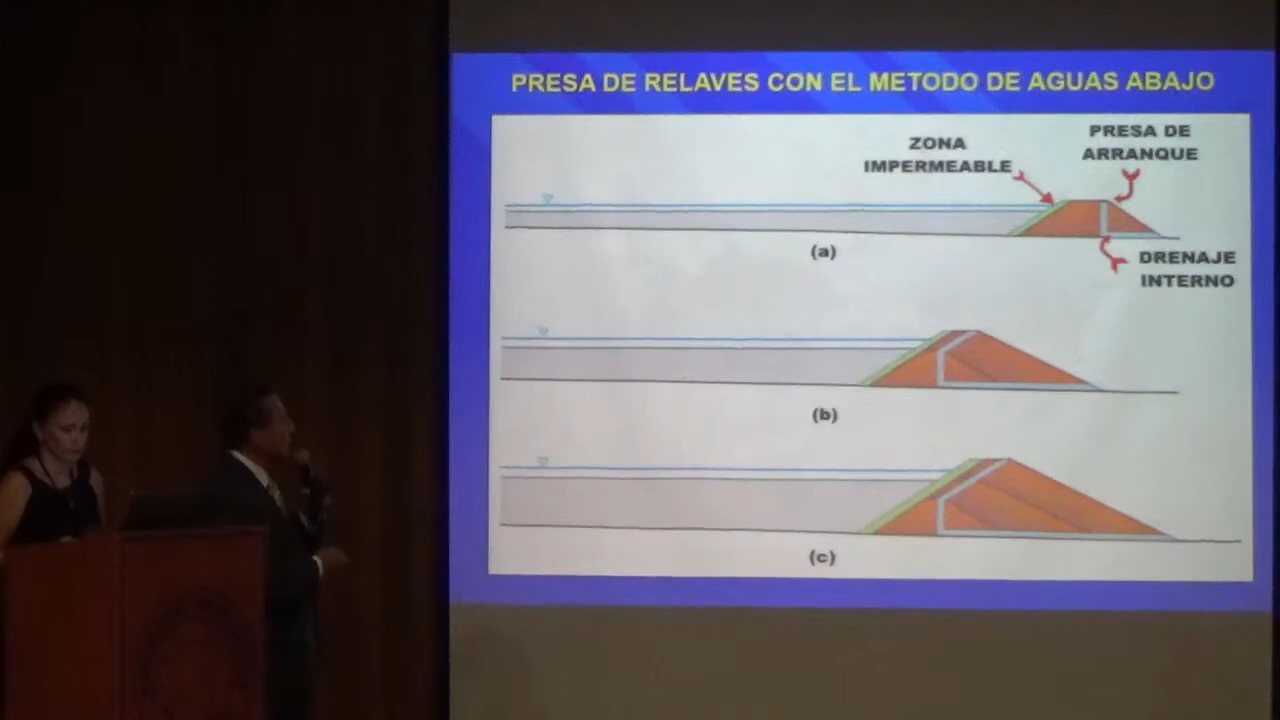 PRESA DE RELAVES CON EL METODO DE AGUAS ABAJO
ZONA
IMPERMEABLE
PRESA DE
ARRANQUE
(a)
DRENAJE
INTERNO
(b)
(c)